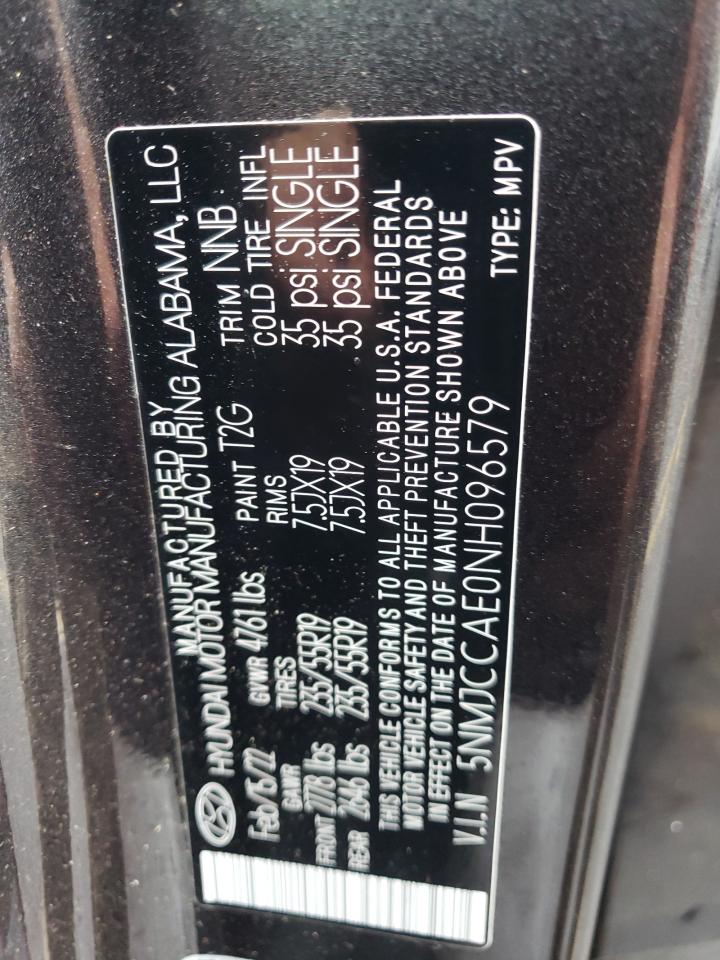 MANUFACTURED BY
HYUNDAI MOTOR MANUFACTURING ALABAMA, LLC
Feb/15/22 GVWR 4761 lbs PAINT T2G TRIM NNB
GAWR TIRES RIMS COLD TIRE INFL
FRONT 2778 lbs 235/55R19 7.5JX19 35 psi SINGLE
REAR 2646 lbs 235/55R19 7.5JX19 35 psi SINGLE
THIS VEHICLE CONFORMS TO ALL APPLICABLE U.S.A. FEDERAL
MOTOR VEHICLE SAFETY AND THEFT PREVENTION STANDARDS
IN EFFECT ON THE DATE OF MANUFACTURE SHOWN ABOVE
V.I.N 5NMJCCAE0NH096579 TYPE: MPV